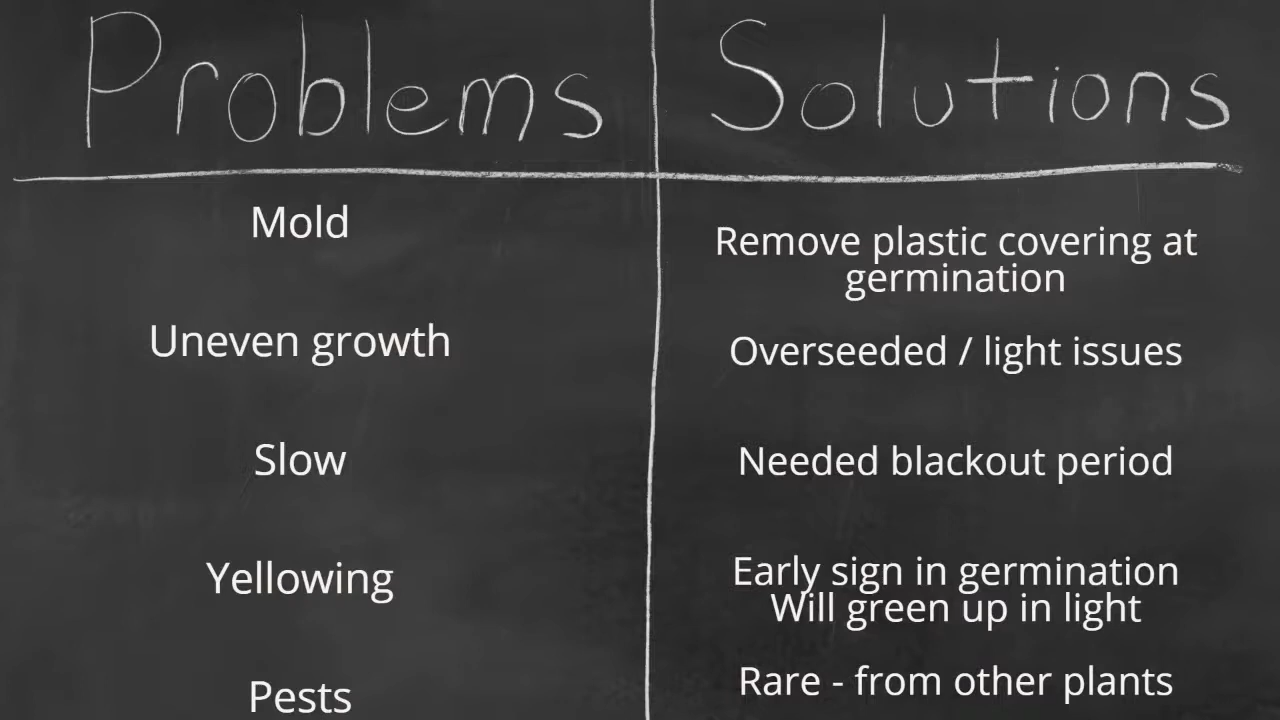 Problems
Solutions
Mold
Remove plastic covering at
germination
Uneven growth
Overseeded / light issues
Slow
Needed blackout period
Yellowing
Early sign in germination
Will green up in light
Pests
Rare - from other plants